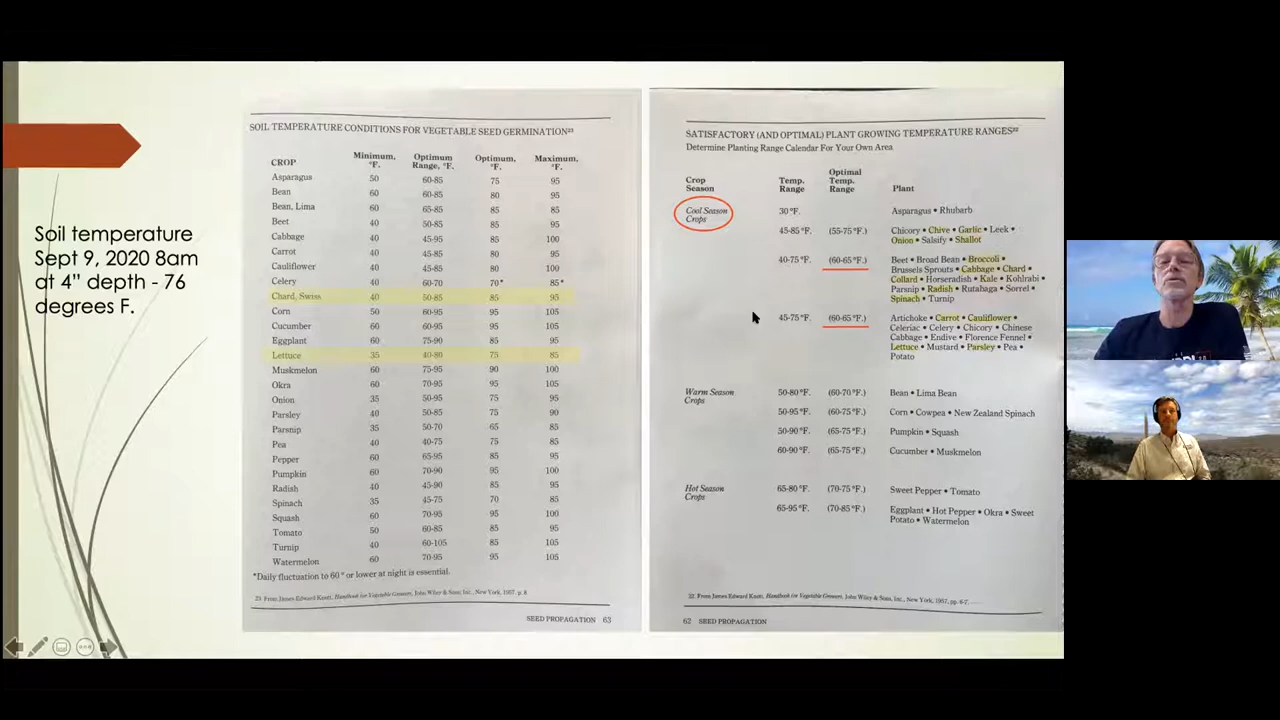 Soil temperature
Sept 9, 2020 8am
at 4” depth - 76
degrees F.
SOIL TEMPERATURE CONDITIONS FOR VEGETABLE SEED GERMINATION²³
CROP Minimum, °F. Optimum Range, °F. Optimum, °F. Maximum, °F.
Asparagus 50 60-85 75 95
Bean 60 60-85 80 95
Bean, Lima 60 65-85 85 85
Beet 40 50-85 85 95
Cabbage 40 45-95 85 100
Carrot 40 45-85 80 95
Cauliflower 40 45-85 80 100
Celery 40 60-70 70* 85*
Chard, Swiss 40 50-85 85 95
Corn 50 60-95 95 105
Cucumber 60 60-95 95 105
Eggplant 60 75-90 85 95
Lettuce 35 40-80 75 85
Muskmelon 60 75-95 90 100
Okra 60 70-95 95 105
Onion 35 50-95 75 95
Parsley 40 50-85 75 90
Parsnip 35 50-70 65 85
Pea 40 40-75 75 85
Pepper 60 65-95 85 95
Pumpkin 60 70-90 95 100
Radish 40 45-90 85 95
Spinach 35 45-75 70 85
Squash 60 70-95 95 100
Tomato 50 60-85 85 95
Turnip 40 60-105 85 105
Watermelon 60 70-95 95 105
*Daily fluctuation to 60° or lower at night is essential.
23. From James Edward Knott, Handbook for Vegetable Growers, John Wiley & Sons, Inc., New York, 1957, p. 8
SEED PROPAGATION 63
SATISFACTORY (AND OPTIMAL) PLANT GROWING TEMPERATURE RANGES²²
Determine Planting Range Calendar For Your Own Area
Crop Season Temp. Range Optimal Temp. Range Plant
Cool Season Crops 30 °F. Asparagus • Rhubarb
45-85 °F. (55-75 °F.) Chicory • Chive • Garlic • Leek •
Onion • Salsify • Shallot
40-75 °F. (60-65 °F.) Beet • Broad Bean • Broccoli •
Brussels Sprouts • Cabbage • Chard •
Collard • Horseradish • Kale • Kohlrabi •
Parsnip • Radish • Rutabaga • Sorrel •
Spinach • Turnip
45-75 °F. (60-65 °F.) Artichoke • Carrot • Cauliflower •
Celeriac • Celery • Chicory • Chinese
Cabbage • Endive • Florence Fennel •
Lettuce • Mustard • Parsley • Pea •
Potato
Warm Season Crops 50-80 °F. (60-70 °F.) Bean • Lima Bean
50-95 °F. (60-75 °F.) Corn • Cowpea • New Zealand Spinach
50-90 °F. (65-75 °F.) Pumpkin • Squash
60-90 °F. (65-75 °F.) Cucumber • Muskmelon
Hot Season Crops 65-80 °F. (70-75 °F.) Sweet Pepper • Tomato
65-95 °F. (70-85 °F.) Eggplant • Hot Pepper • Okra • Sweet
Potato • Watermelon
22. From James Edward Knott, Handbook for Vegetable Growers, John Wiley & Sons, Inc., New York, 1957, pp. 6-7.
62 SEED PROPAGATION